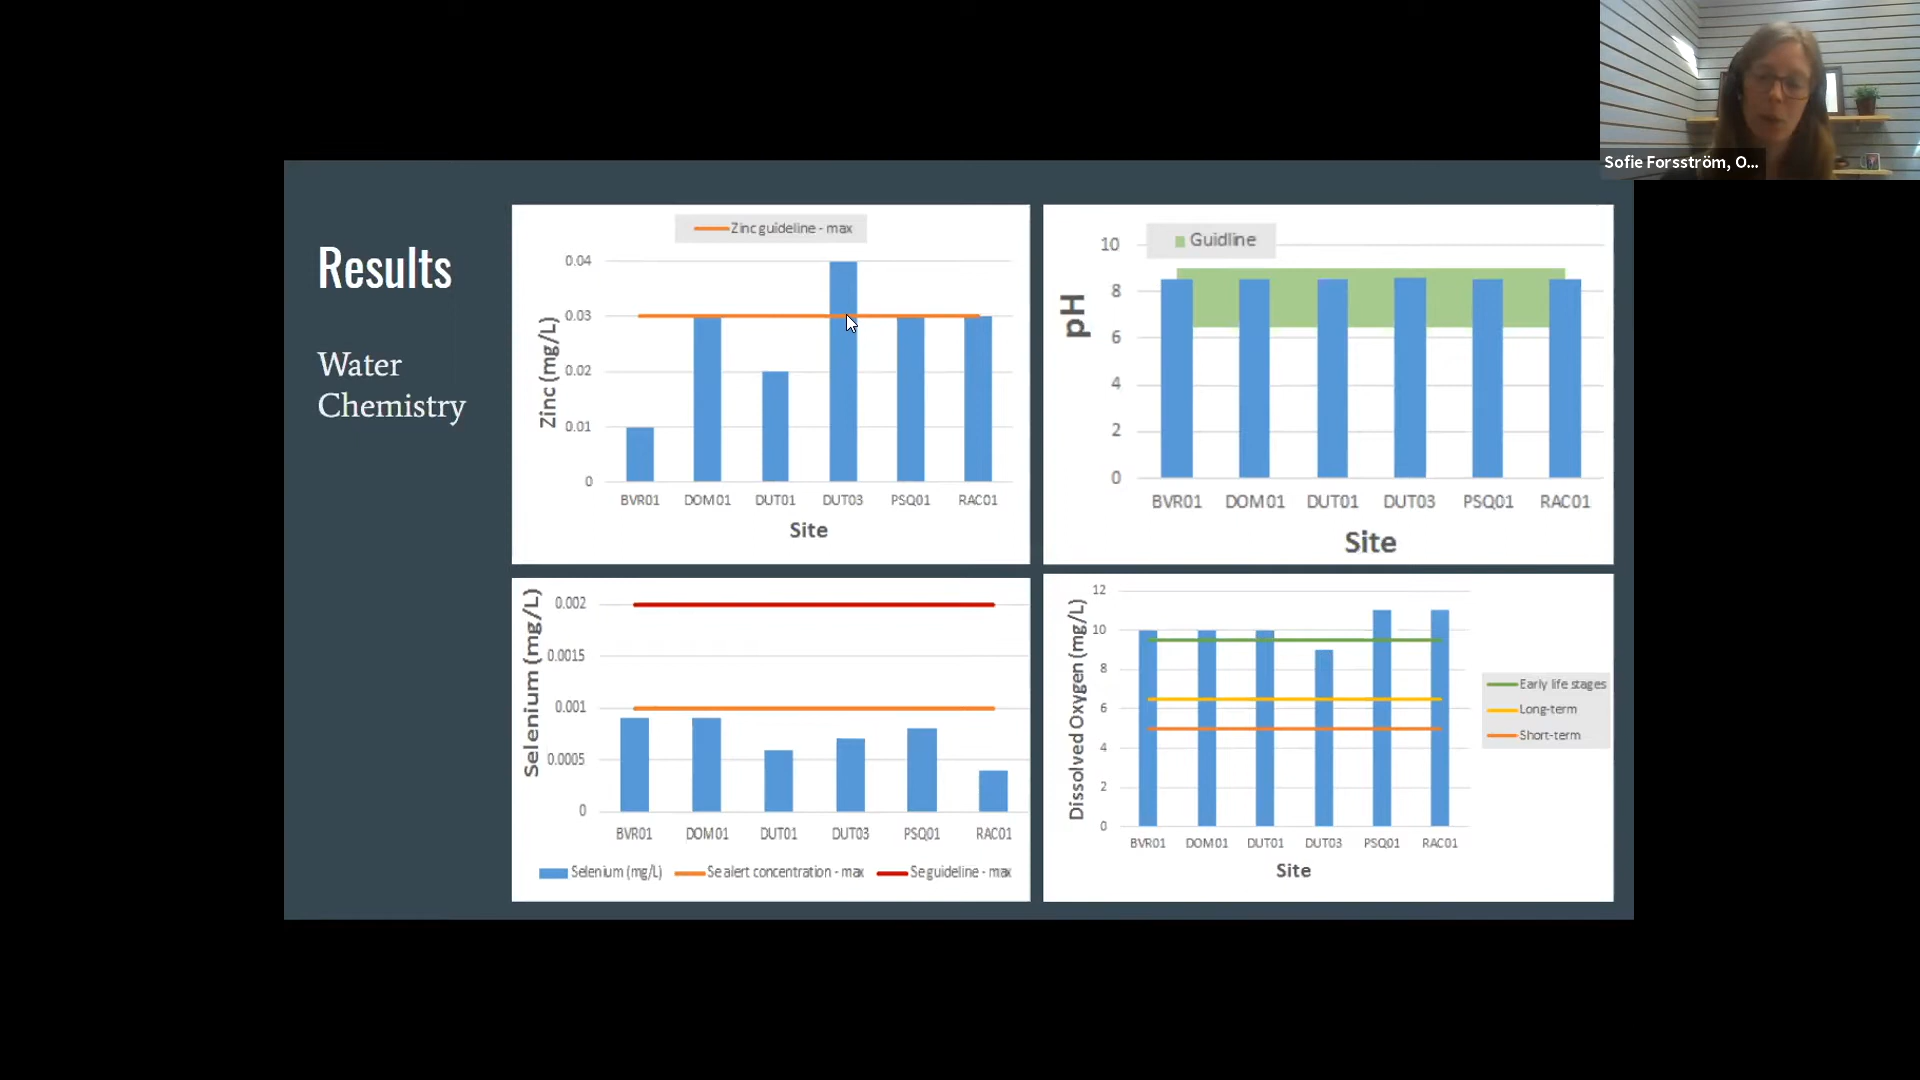 Sofie Forsström, O...
Results
Water
Chemistry
Zinc guideline - max
Zinc (mg/L)
0.04
0.03
0.02
0.01
0
BVR01 DOM01 DUT01 DUT03 PSQ01 RAC01
Site
Guidline
pH
10
8
6
4
2
0
BVR01 DOM01 DUT01 DUT03 PSQ01 RAC01
Site
Selenium (mg/L)
0.002
0.0015
0.001
0.0005
0
BVR01 DOM01 DUT01 DUT03 PSQ01 RAC01
Selenium (mg/L) Se alert concentration - max Se guideline - max
Dissolved Oxygen (mg/L)
12
10
8
6
4
2
0
BVR01 DOM01 DUT01 DUT03 PSQ01 RAC01
Site
Early life stages
Long-term
Short-term